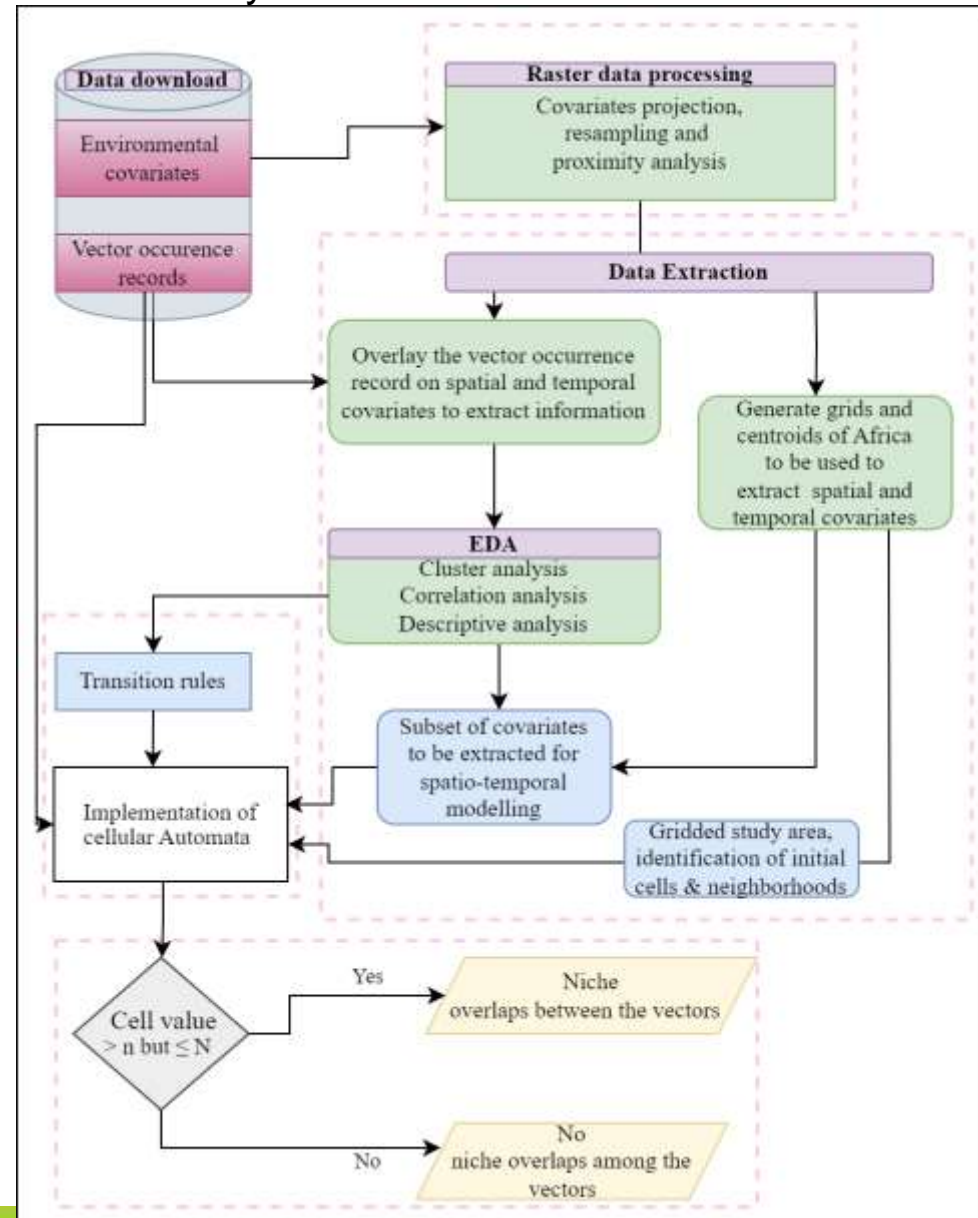 Data download
Environmental
covariates
Vector occurence
records
Raster data processing
Covariates projection,
resampling and
proximity analysis
Data Extraction
Overlay the vector occurrence
record on spatial and temporal
covariates to extract information
Generate grids and
centroids of Africa
to be used to
extract spatial and
temporal covariates
EDA
Cluster analysis
Correlation analysis
Descriptive analysis
Transition rules
Subset of covariates
to be extracted for
spatio-temporal
modelling
Implementation of
cellular Automata
Gridded study area,
identification of initial
cells & neighborhoods
Cell value
> n but ≤ N
Yes
Niche
overlaps between the vectors
No
No
niche overlaps among the
vectors